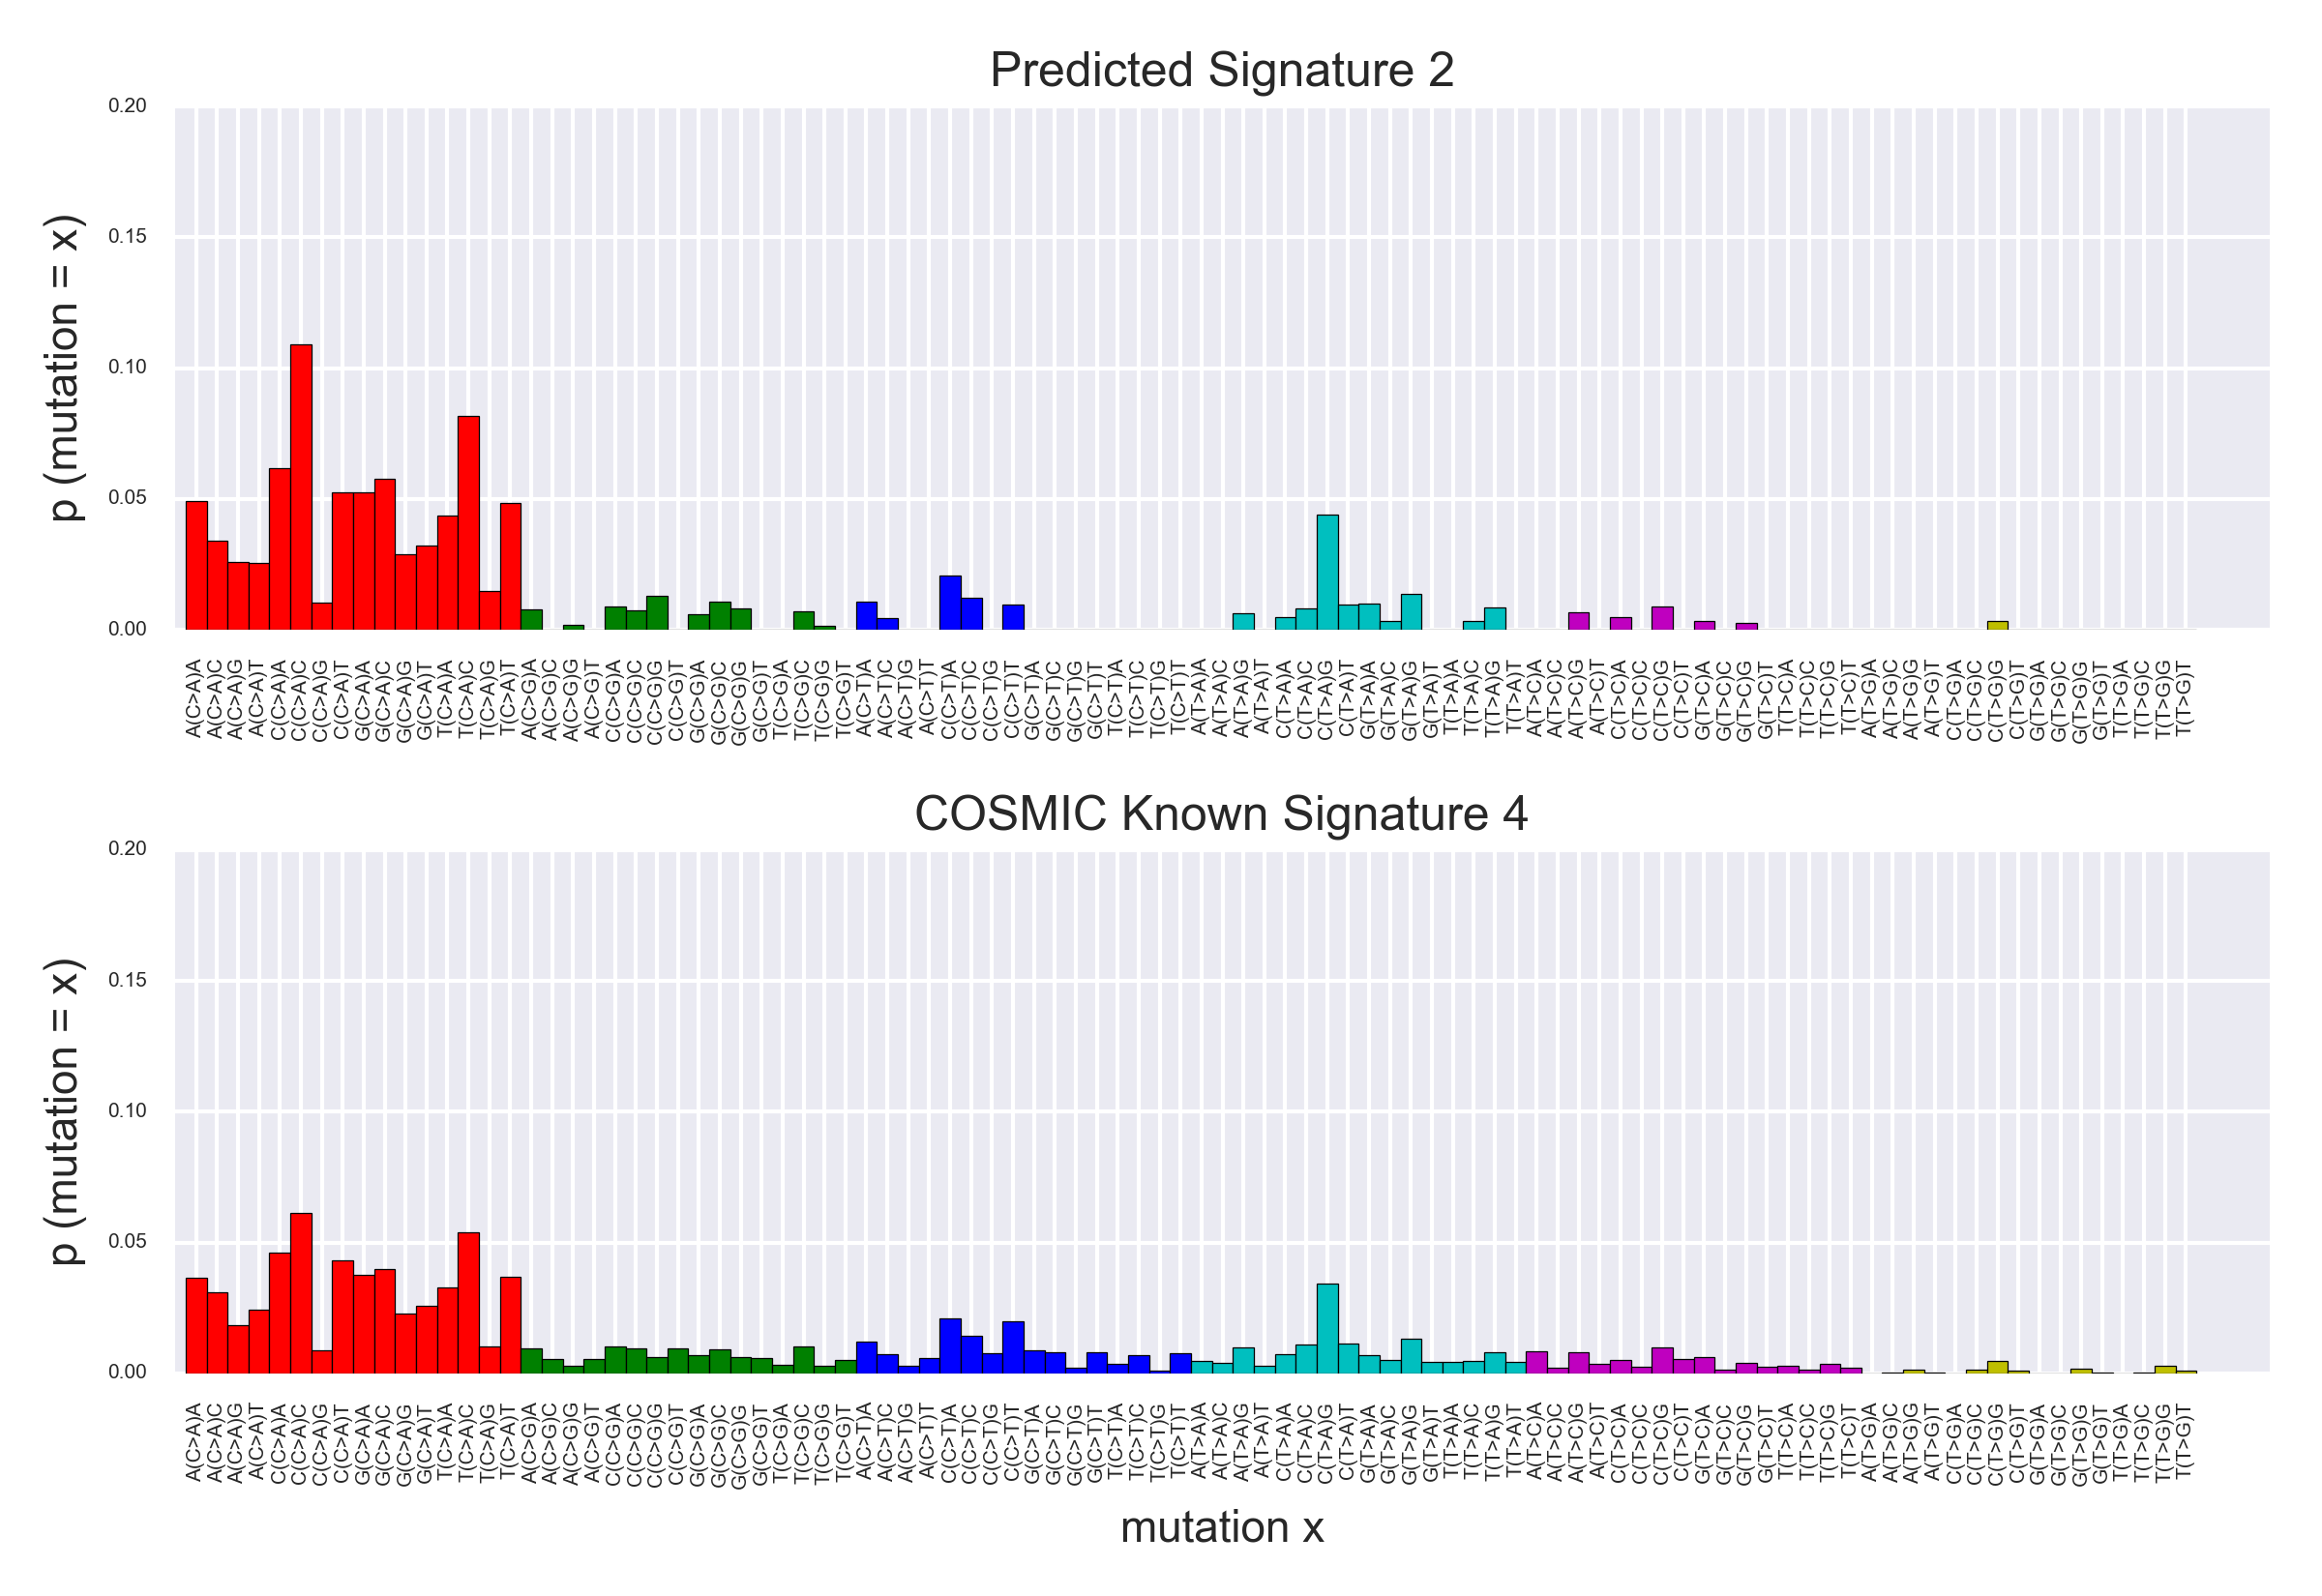 Predicted Signature 2
0.20
0.15
0.10
0.05
0.00
p (mutation = x)
A(C>A)A A(C>A)C A(C>A)G A(C>A)T C(C>A)A C(C>A)C C(C>A)G C(C>A)T G(C>A)A G(C>A)C G(C>A)G G(C>A)T T(C>A)A T(C>A)C T(C>A)G T(C>A)T A(C>G)A A(C>G)C A(C>G)G A(C>G)T C(C>G)A C(C>G)C C(C>G)G C(C>G)T G(C>G)A G(C>G)C G(C>G)G G(C>G)T T(C>G)A T(C>G)C T(C>G)G T(C>G)T A(C>T)A A(C>T)C A(C>T)G A(C>T)T C(C>T)A C(C>T)C C(C>T)G C(C>T)T G(C>T)A G(C>T)C G(C>T)G G(C>T)T T(C>T)A T(C>T)C T(C>T)G T(C>T)T A(T>A)A A(T>A)C A(T>A)G A(T>A)T C(T>A)A C(T>A)C C(T>A)G C(T>A)T G(T>A)A G(T>A)C G(T>A)G G(T>A)T T(T>A)A T(T>A)C T(T>A)G T(T>A)T A(T>C)A A(T>C)C A(T>C)G A(T>C)T C(T>C)A C(T>C)C C(T>C)G C(T>C)T G(T>C)A G(T>C)C G(T>C)G G(T>C)T T(T>C)A T(T>C)C T(T>C)G T(T>C)T A(T>G)A A(T>G)C A(T>G)G A(T>G)T C(T>G)A C(T>G)C C(T>G)G C(T>G)T G(T>G)A G(T>G)C G(T>G)G G(T>G)T T(T>G)A T(T>G)C T(T>G)G T(T>G)T
COSMIC Known Signature 4
0.20
0.15
0.10
0.05
0.00
p (mutation = x)
A(C>A)A A(C>A)C A(C>A)G A(C>A)T C(C>A)A C(C>A)C C(C>A)G C(C>A)T G(C>A)A G(C>A)C G(C>A)G G(C>A)T T(C>A)A T(C>A)C T(C>A)G T(C>A)T A(C>G)A A(C>G)C A(C>G)G A(C>G)T C(C>G)A C(C>G)C C(C>G)G C(C>G)T G(C>G)A G(C>G)C G(C>G)G G(C>G)T T(C>G)A T(C>G)C T(C>G)G T(C>G)T A(C>T)A A(C>T)C A(C>T)G A(C>T)T C(C>T)A C(C>T)C C(C>T)G C(C>T)T G(C>T)A G(C>T)C G(C>T)G G(C>T)T T(C>T)A T(C>T)C T(C>T)G T(C>T)T A(T>A)A A(T>A)C A(T>A)G A(T>A)T C(T>A)A C(T>A)C C(T>A)G C(T>A)T G(T>A)A G(T>A)C G(T>A)G G(T>A)T T(T>A)A T(T>A)C T(T>A)G T(T>A)T A(T>C)A A(T>C)C A(T>C)G A(T>C)T C(T>C)A C(T>C)C C(T>C)G C(T>C)T G(T>C)A G(T>C)C G(T>C)G G(T>C)T T(T>C)A T(T>C)C T(T>C)G T(T>C)T A(T>G)A A(T>G)C A(T>G)G A(T>G)T C(T>G)A C(T>G)C C(T>G)G C(T>G)T G(T>G)A G(T>G)C G(T>G)G G(T>G)T T(T>G)A T(T>G)C T(T>G)G T(T>G)T
mutation x